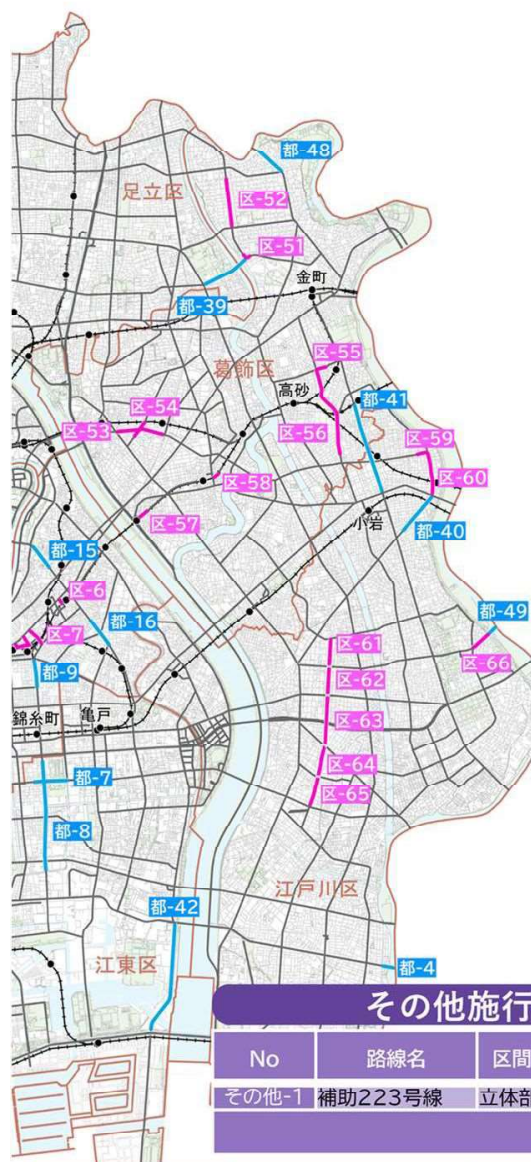 都-48
足立区
区-52
区-51
金町
都-39
区-55
葛飾区
高砂
都-41
区-54
区-53
区-56
区-59
区-58
区-60
区-57
小岩
都-40
都-15
区-6
都-16
都-49
区-7
区-61
区-66
都-9
区-62
錦糸町
亀戸
区-63
都-7
区-64
都-8
区-65
江戸川区
都-42
江東区
都-4
その他施行
No 路線名 区間
その他-1 補助223号線 立体部